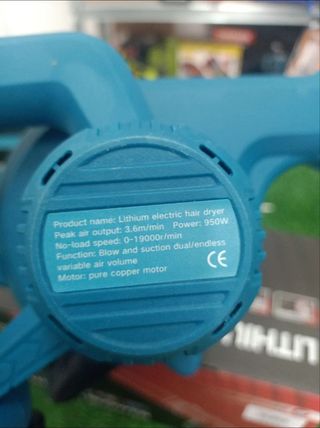 Product name: Lithium electric hair dryer
Peak air output: 3.6m/min Power: 950W
No-load speed: 0-19000r/min
Function: Blow and suction dual/endless
variable air volume
Motor: pure copper motor
CE
LITHIUM